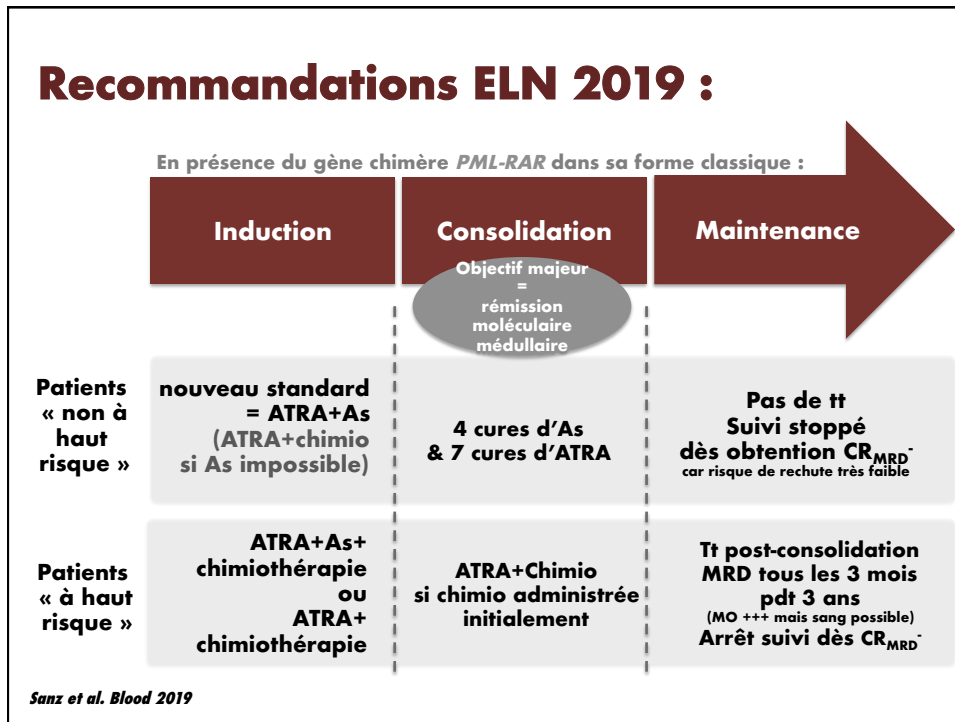 Recommandations ELN 2019 :
En présence du gène chimère PML-RAR dans sa forme classique :
Induction
Consolidation
Maintenance
Objectif majeur
=
rémission
moléculaire
médullaire
Patients
« non à
haut
risque »
nouveau standard
= ATRA+As
(ATRA+chimio
si As impossible)
4 cures d’As
& 7 cures d’ATRA
Pas de tt
Suivi stoppé
dès obtention CRMRD-
car risque de rechute très faible
Patients
« à haut
risque »
ATRA+As+
chimiothérapie
ou
ATRA+
chimiothérapie
ATRA+Chimio
si chimio administrée
initialement
Tt post-consolidation
MRD tous les 3 mois
pdt 3 ans
(MO +++ mais sang possible)
Arrêt suivi dès CRMRD-
Sanz et al. Blood 2019